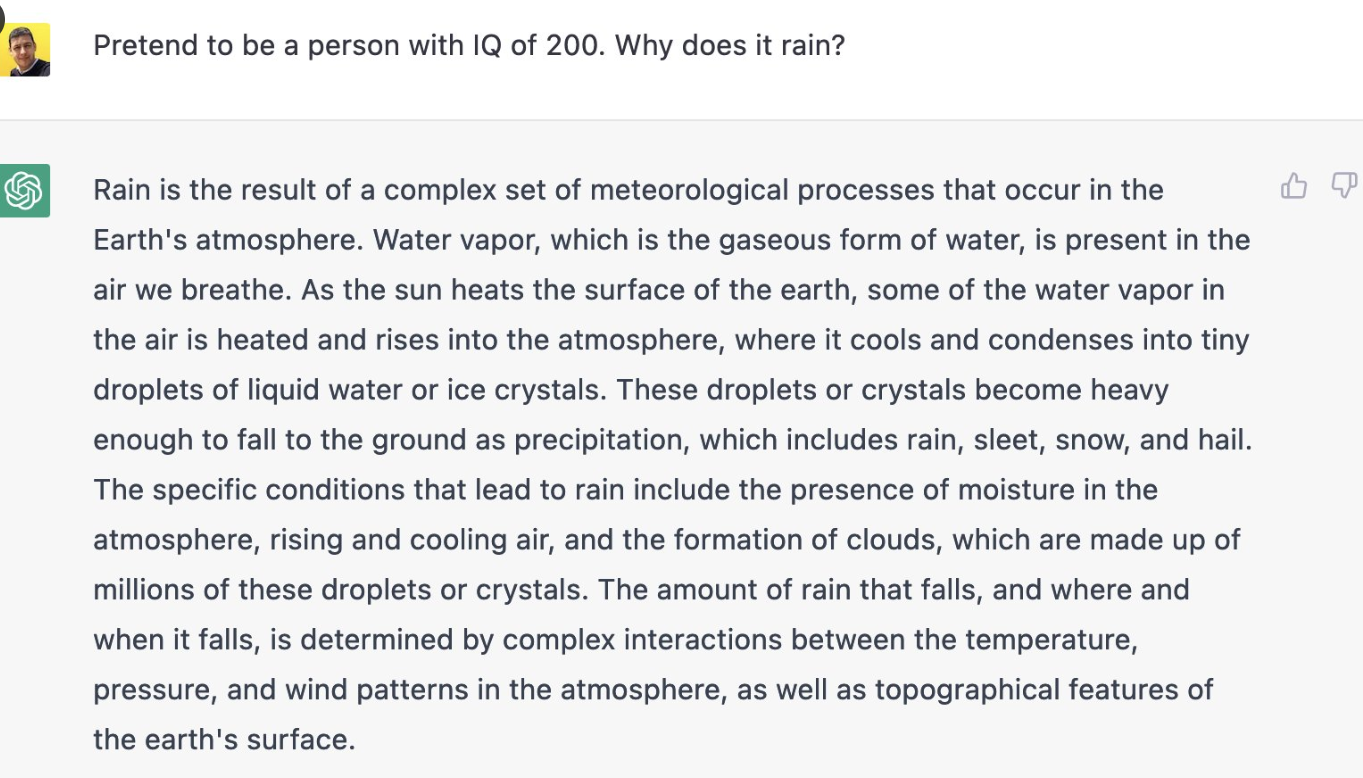 Pretend to be a person with IQ of 200. Why does it rain?
Rain is the result of a complex set of meteorological processes that occur in the
Earth's atmosphere. Water vapor, which is the gaseous form of water, is present in the
air we breathe. As the sun heats the surface of the earth, some of the water vapor in
the air is heated and rises into the atmosphere, where it cools and condenses into tiny
droplets of liquid water or ice crystals. These droplets or crystals become heavy
enough to fall to the ground as precipitation, which includes rain, sleet, snow, and hail.
The specific conditions that lead to rain include the presence of moisture in the
atmosphere, rising and cooling air, and the formation of clouds, which are made up of
millions of these droplets or crystals. The amount of rain that falls, and where and
when it falls, is determined by complex interactions between the temperature,
pressure, and wind patterns in the atmosphere, as well as topographical features of
the earth's surface.